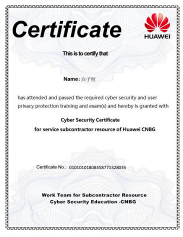 Certificate
HUAWEI
This is to certify that
Name:
has attended and passed the required cyber security and user
privacy protection training and exam(s) and hereby is granted with
Cyber Security Certificate
for service subcontractor resource of Huawei CNBG
Certificate No.:
Work Team for Subcontractor Resource
Cyber Security Education -CNBG